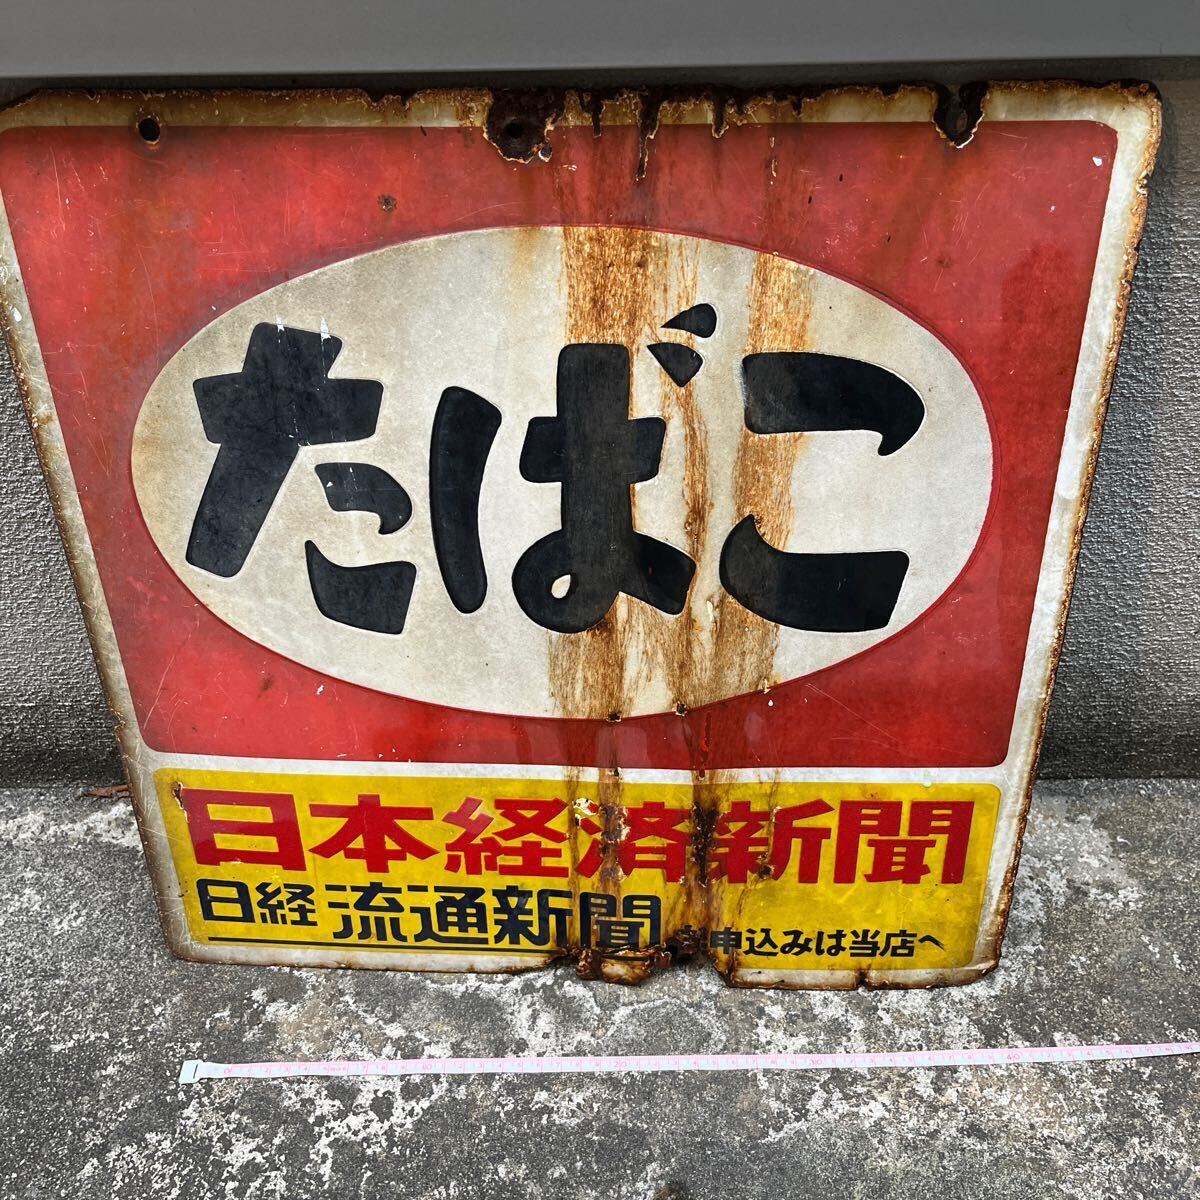 たばこ
日本経済新聞
日経流通新聞
申込みは当店へ